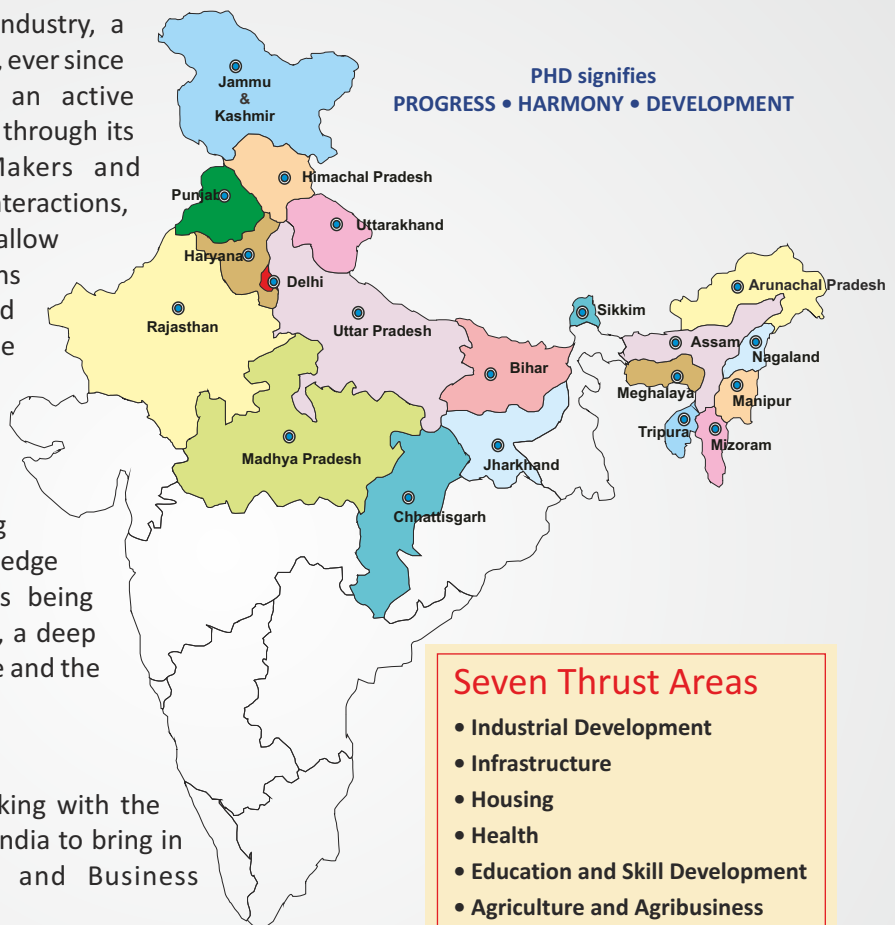 ndustry, a
, ever since
an active
through its
Makers and
nteractions,
allow
ns
d
e
g
edge
s being
, a deep
e and the
king with the
ndia to bring in
and Business
PHD signifies
PROGRESS • HARMONY • DEVELOPMENT
Jammu
&
Kashmir
Himachal Pradesh
Punjab
Uttarakhand
Haryana
Delhi
Rajasthan
Uttar Pradesh
Bihar
Sikkim
Arunachal Pradesh
Assam
Nagaland
Meghalaya
Manipur
Tripura
Mizoram
Madhya Pradesh
Jharkhand
Chhattisgarh
Seven Thrust Areas
• Industrial Development
• Infrastructure
• Housing
• Health
• Education and Skill Development
• Agriculture and Agribusiness